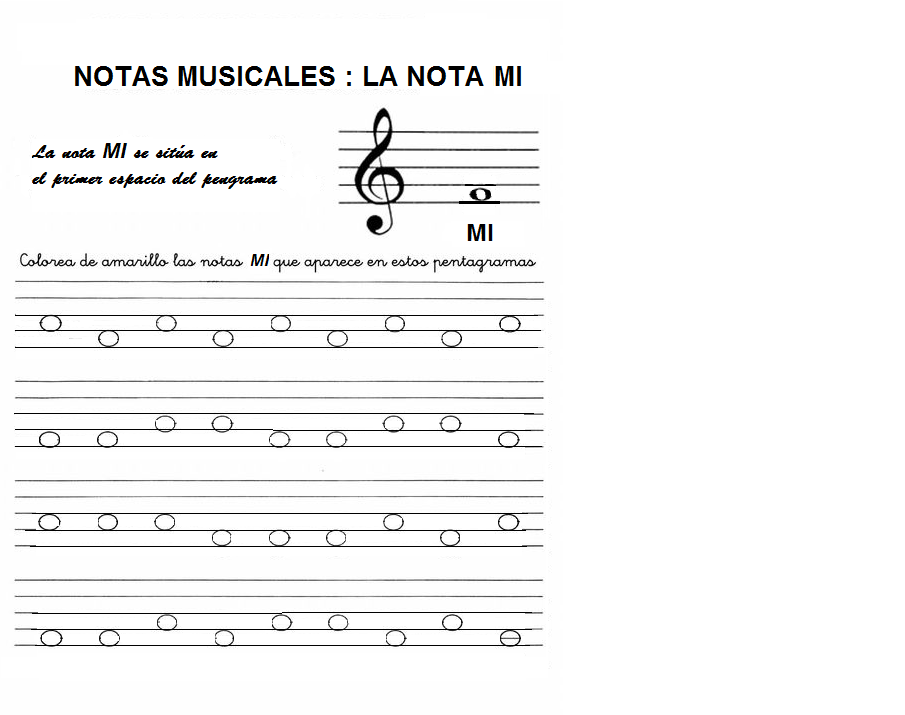 NOTAS MUSICALES : LA NOTA MI
La nota MI se sitúa en
el primer espacio del pengrama
MI
Colorea de amarillo las notas MI que aparece en estos pentagramas